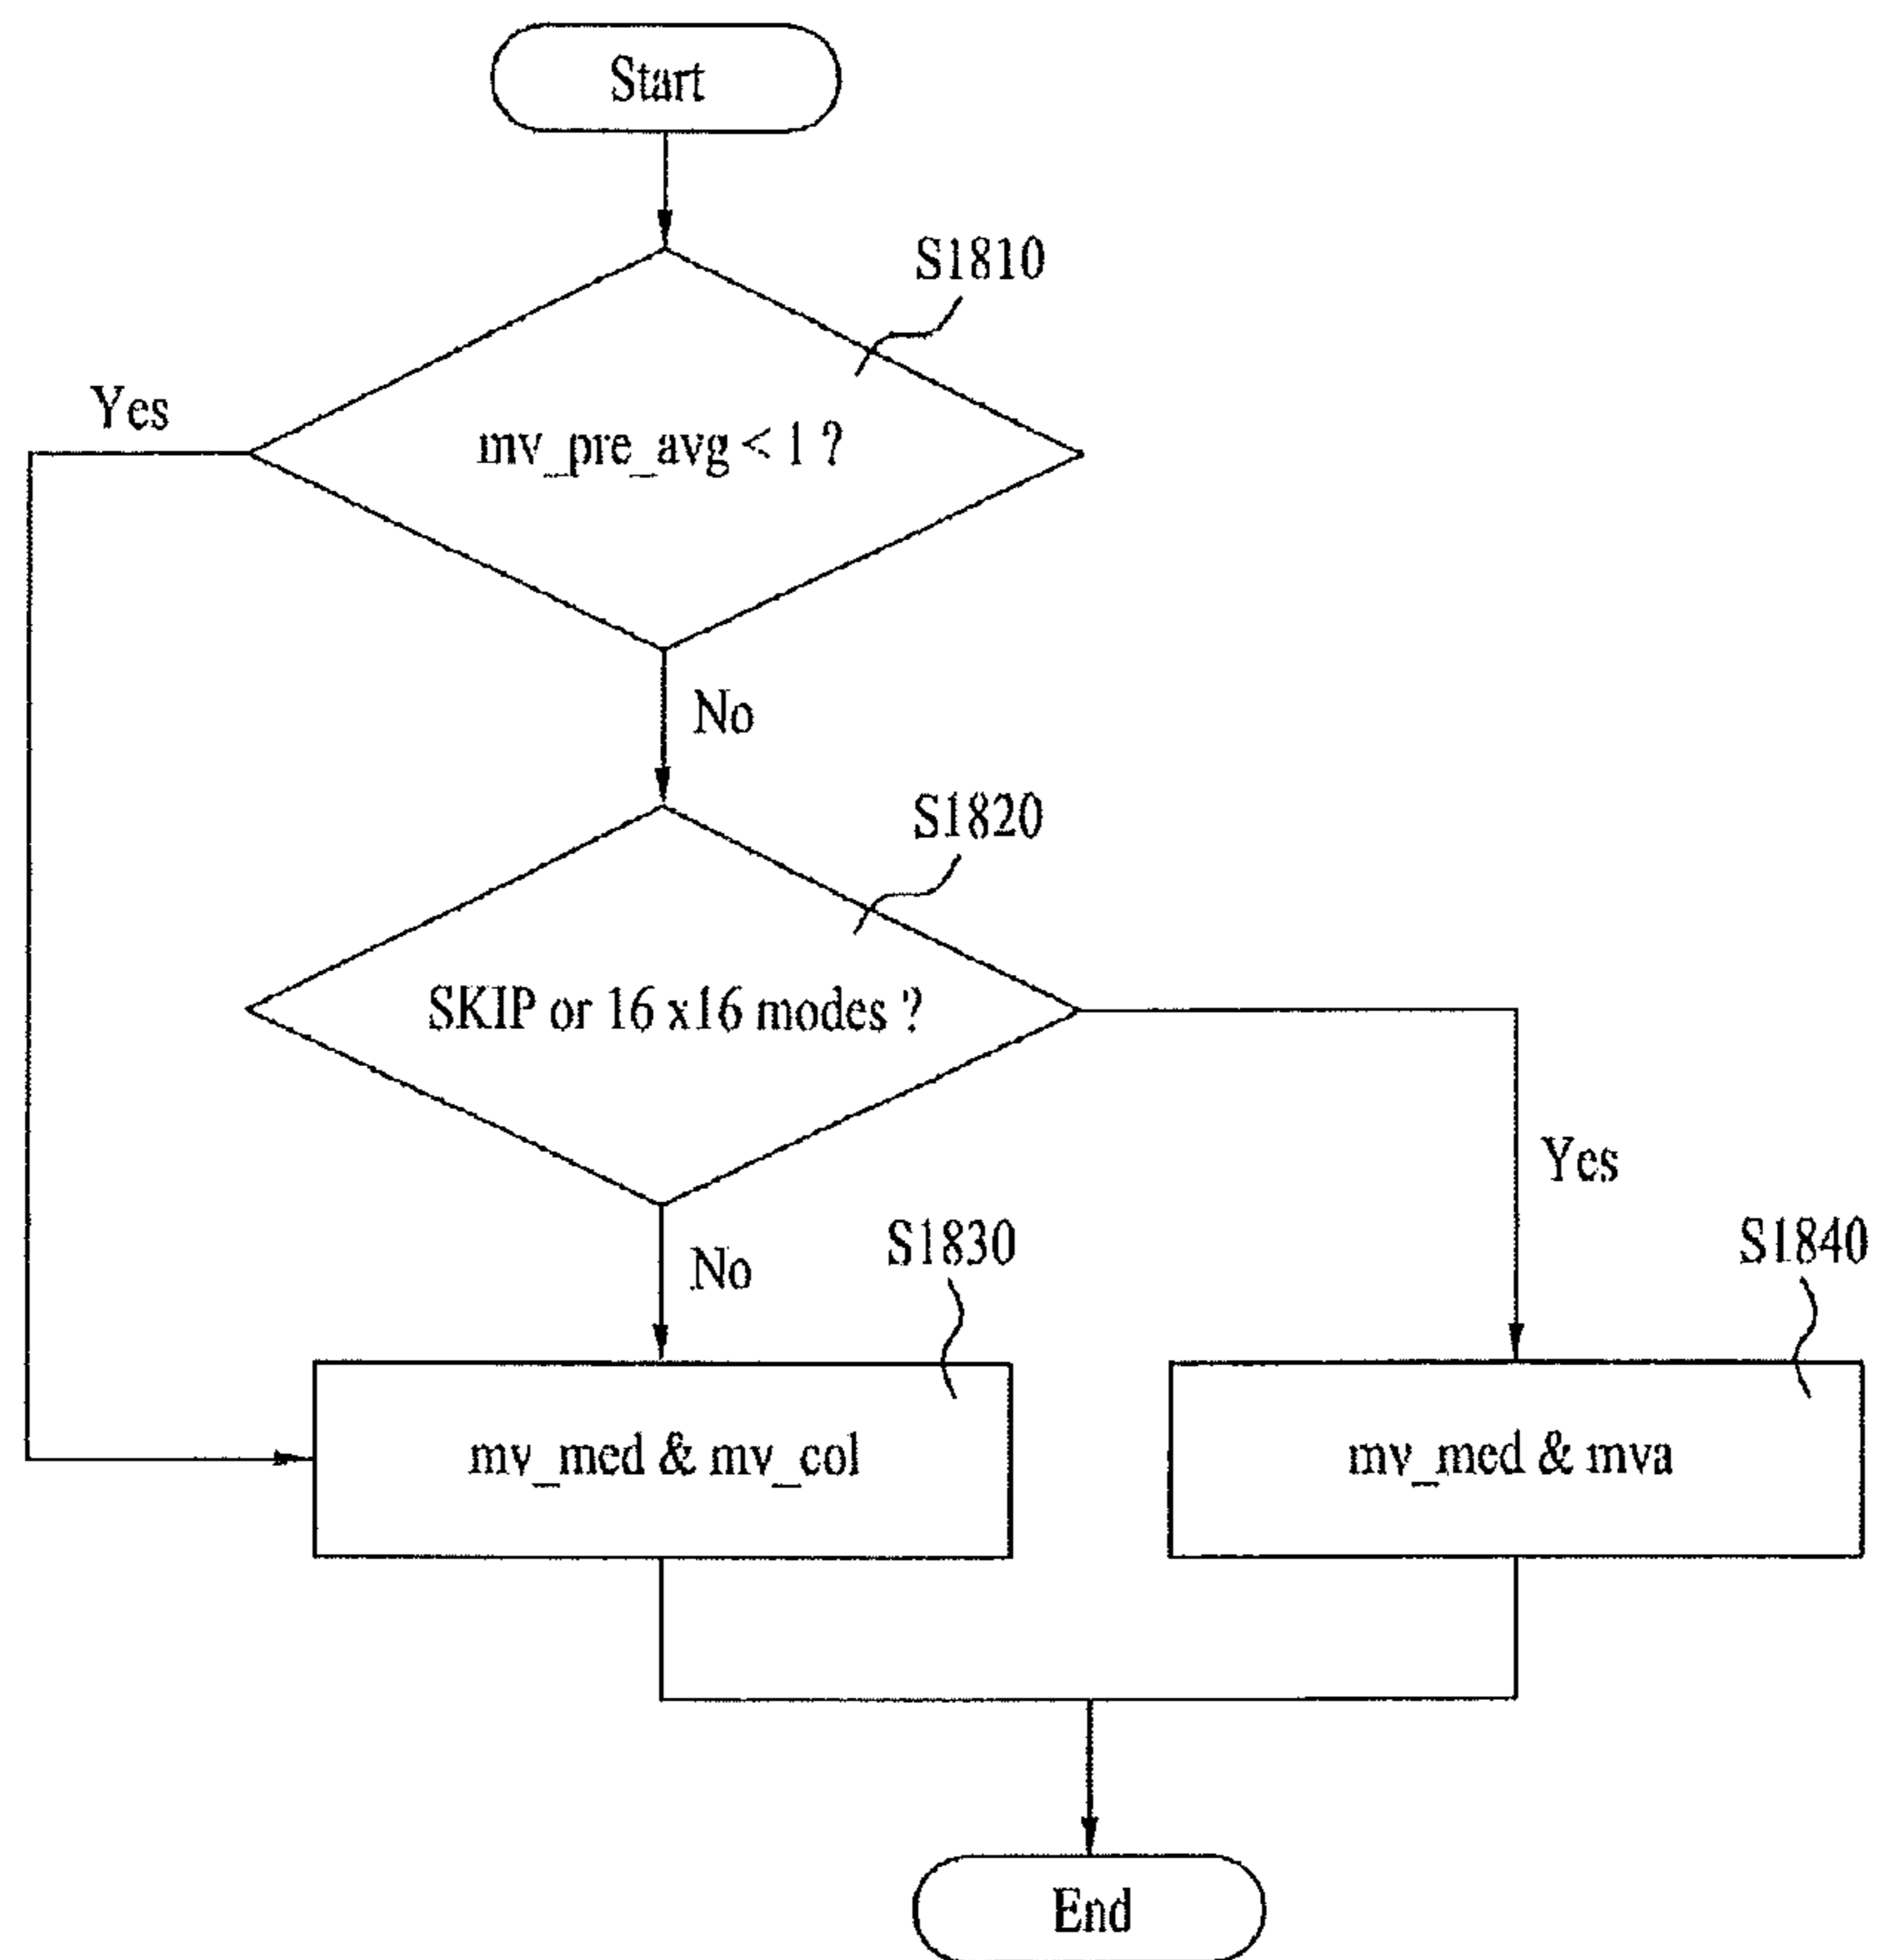 Start
S1810
Yes
mv_pre_avg < 1 ?
No
S1820
SKIP or 16 x16 modes ?
Yes
No
S1830
S1840
mv_med & mv_col
mv_med & mva
End